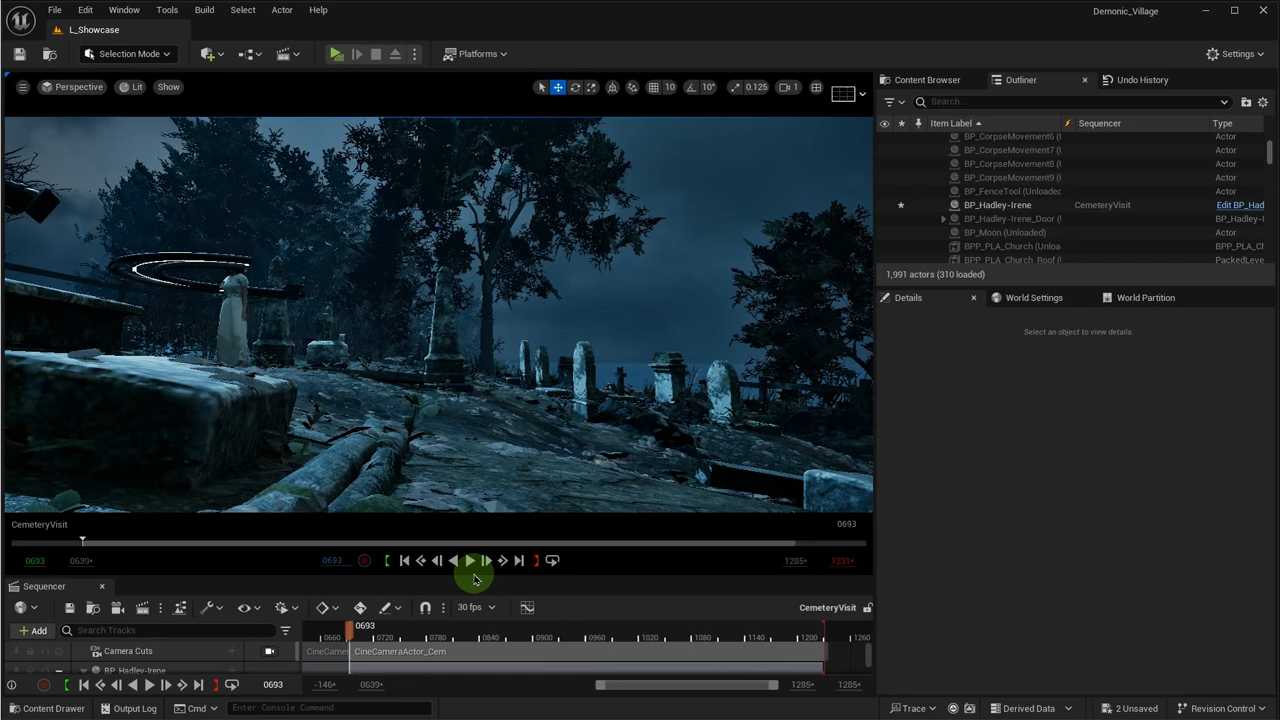 File Edit Window Tools Build Select Actor Help
Demonic_Village
L_Showcase
Selection Mode
Platforms
Settings
Perspective
Lit
Show
10
10°
0.125
1
Content Browser
Outliner
Undo History
Search...
Item Label
Sequencer
Type
BP_CorpseMovement6 (
Actor
BP_CorpseMovement7 (
Actor
BP_CorpseMovement8 (
Actor
BP_CorpseMovement9 (
Actor
BP_FenceTool (Unloaded
Actor
BP_Hadley-Irene
CemeteryVisit
Edit BP_Had
BP_Hadley-Irene_Door (
BP_Hadley-I
BP_Moon (Unloaded)
Actor
BPP_PLA_Church (Unloa
BPP_PLA_Cl
BPP_PLA_Church_Roof (
PackedLeve
1,991 actors (310 loaded)
Details
World Settings
World Partition
Select an object to view details.
CemeteryVisit
0693
0693
0639+
0693
1285+
1231+
Sequencer
30 fps
CemeteryVisit
Add
Search Tracks
0693
0660 0720 0780 0840 0900 0960 1020 1080 1140 1200 1260
Camera Cuts
CineCamer
CineCameraActor_Cem
BP_Hadley-Irene
0693
-146+
0639+
1285+
1285+
Content Drawer
Output Log
Cmd
Enter Console Command
Trace
Derived Data
2 Unsaved
Revision Control